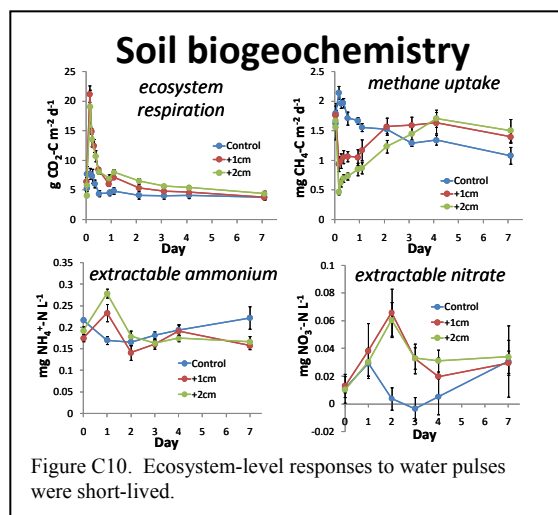 Soil biogeochemistry
ecosystem
respiration
g CO2-C m-2 d-1
25
20
15
10
5
0
Control
+1cm
+2cm
0 1 2 3 4 5 6 7
Day
methane uptake
mg CH4-C m-2 d-1
2.5
2
1.5
1
0.5
0
Control
+1cm
+2cm
0 1 2 3 4 5 6 7
Day
extractable ammonium
mg NH4+-N L-1
0.35
0.3
0.25
0.2
0.15
0.1
0.05
0
Control
+1cm
+2cm
0 1 2 3 4 5 6 7
Day
extractable nitrate
mg NO3--N L-1
0.1
0.08
0.06
0.04
0.02
0
-0.02
Control
+1cm
+2cm
0 1 2 3 4 5 6 7
Day
Figure C10. Ecosystem-level responses to water pulses
were short-lived.